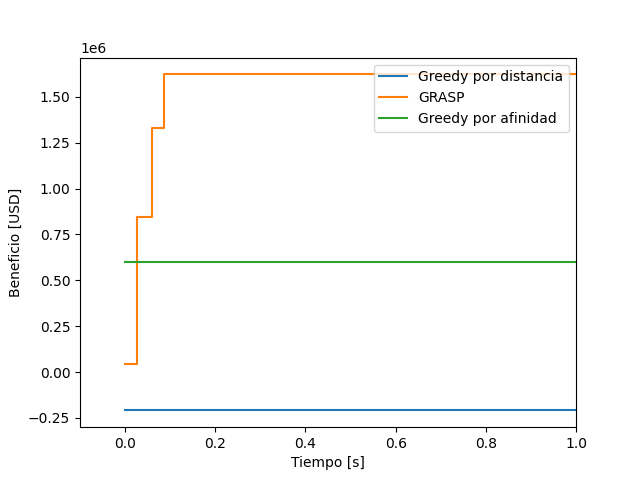 1e6
1.50
1.25
1.00
0.75
0.50
0.25
0.00
−0.25
Beneficio [USD]
Greedy por distancia
GRASP
Greedy por afinidad
0.0 0.2 0.4 0.6 0.8 1.0
Tiempo [s]